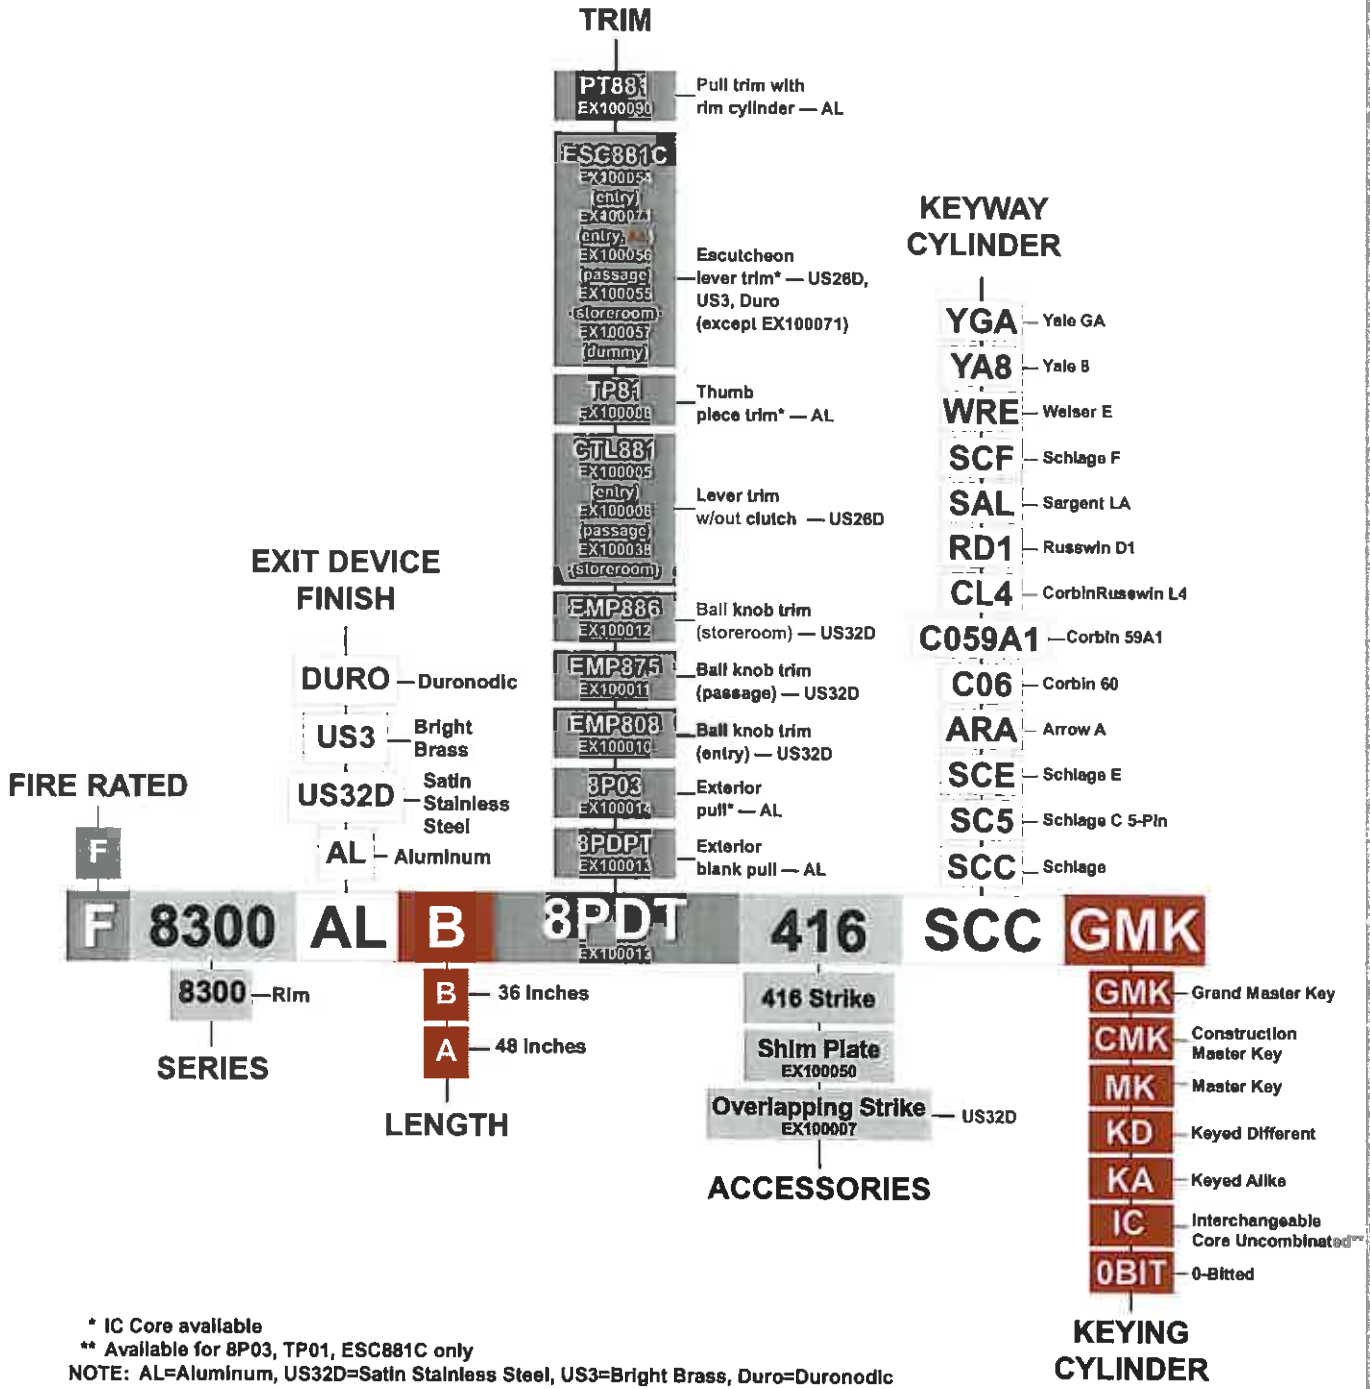 TRIM
PT881
EX100090
Pull trim with
rim cylinder — AL
ESC881C
EX100054
(entry)
EX100071
(entry
EX100056
(passage)
EX100055
(storeroom)
EX100057
(dummy)
Escutcheon
lever trim* — US26D,
US3, Duro
(except EX100071)
TP81
Thumb
piece trim* — AL
CTL881
EX100005
(entry)
(passage)
(storeroom)
Lever trim
w/out clutch — US26D
EMP886
EX100012
Ball knob trim
(storeroom) — US32D
EMP875
EX100011
Ball knob trim
(passage) — US32D
EMP808
EX100010
Ball knob trim
(entry) — US32D
8P03
EX100014
Exterior
pull* — AL
8PDPT
EX100013
Exterior
blank pull — AL
KEYWAY
CYLINDER
YGA
Yale GA
YA8
Yale 8
WRE
Weiser E
SCF
Schlage F
SAL
Sargent LA
RD1
Russwin D1
CL4
CorbinRusswin L4
C059A1
Corbin 59A1
C06
Corbin 60
ARA
Arrow A
SCE
Schlage E
SC5
Schlage C 5-Pin
SCC
Schlage
EXIT DEVICE
FINISH
DURO
Duronodic
US3
Bright
Brass
US32D
Satin
Stainless
Steel
AL
Aluminum
FIRE RATED
F
F 8300 AL B 8PDT 416 SCC GMK
EX100013
8300
Rim
SERIES
B
36 Inches
A
48 Inches
LENGTH
416 Strike
Shim Plate
EX100050
Overlapping Strike
EX100007
US32D
ACCESSORIES
GMK
Grand Master Key
CMK
Construction
Master Key
MK
Master Key
KD
Keyed Different
KA
Keyed Alike
IC
Interchangeable
Core Uncombinated**
0BIT
0-Bitted
KEYING
CYLINDER
* IC Core available
** Available for 8P03, TP01, ESC881C only
NOTE: AL=Aluminum, US32D=Satin Stainless Steel, US3=Bright Brass, Duro=Duronodic